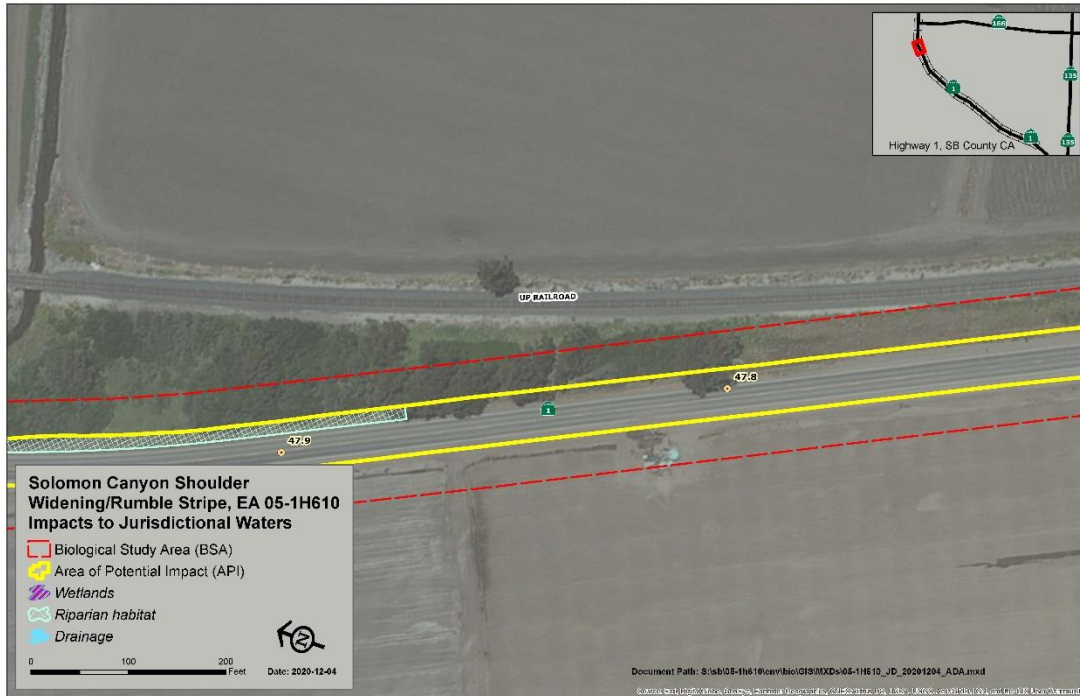 166
135
1
1
135
Highway 1, SB County CA
UP RAILROAD
47.8
1
47.9
Solomon Canyon Shoulder
Widening/Rumble Stripe, EA 05-1H610
Impacts to Jurisdictional Waters
Biological Study Area (BSA)
Area of Potential Impact (API)
Wetlands
Riparian habitat
Drainage
N
0 100 200
Feet
Date: 2020-12-04
Document Path: S:\sb\05-1h610\env\bio\GIS\MXDs\05-1H610_JD_20201204_ADA.mxd